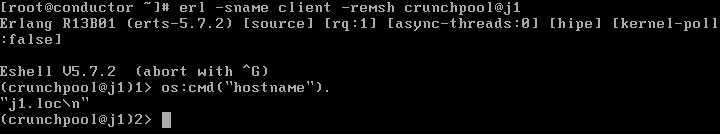 [root@conductor ~]# erl -sname client -remsh crunchpool@j1
Erlang R13B01 (erts-5.7.2) [source] [rq:1] [async-threads:0] [hipe] [kernel-poll
:false]
Eshell V5.7.2  (abort with ^G)
(crunchpool@j1)1> os:cmd("hostname").
"j1.loc\n"
(crunchpool@j1)2>